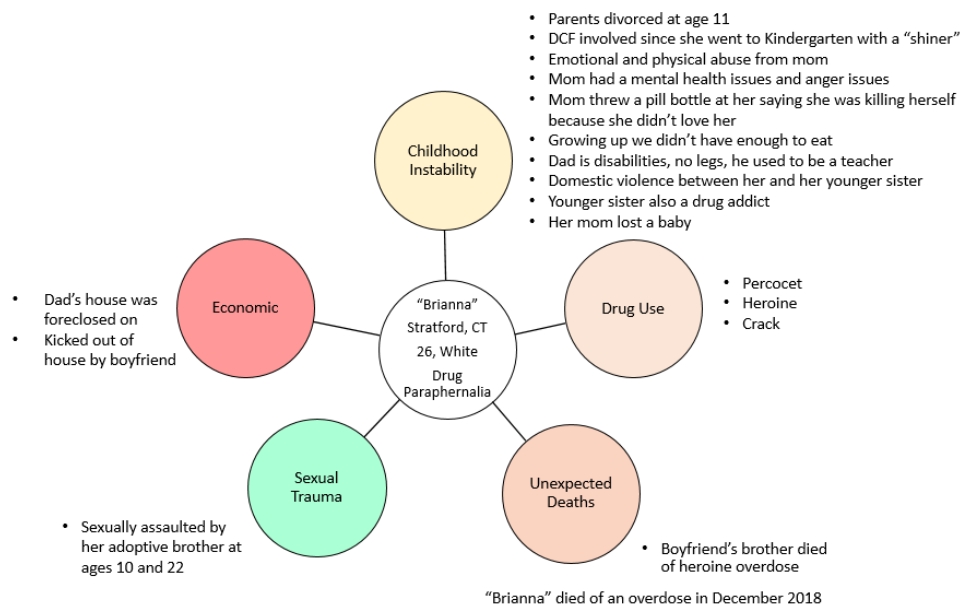 • Parents divorced at age 11
• DCF involved since she went to Kindergarten with a “shiner”
• Emotional and physical abuse from mom
• Mom had a mental health issues and anger issues
• Mom threw a pill bottle at her saying she was killing herself
because she didn’t love her
• Growing up we didn’t have enough to eat
• Dad is disabilities, no legs, he used to be a teacher
• Domestic violence between her and her younger sister
• Younger sister also a drug addict
• Her mom lost a baby
Childhood
Instability
Economic
• Dad’s house was
foreclosed on
• Kicked out of
house by boyfriend
“Brianna”
Stratford, CT
26, White
Drug
Paraphernalia
Drug Use
• Percocet
• Heroine
• Crack
Sexual
Trauma
• Sexually assaulted by
her adoptive brother at
ages 10 and 22
Unexpected
Deaths
• Boyfriend’s brother died
of heroine overdose
“Brianna” died of an overdose in December 2018